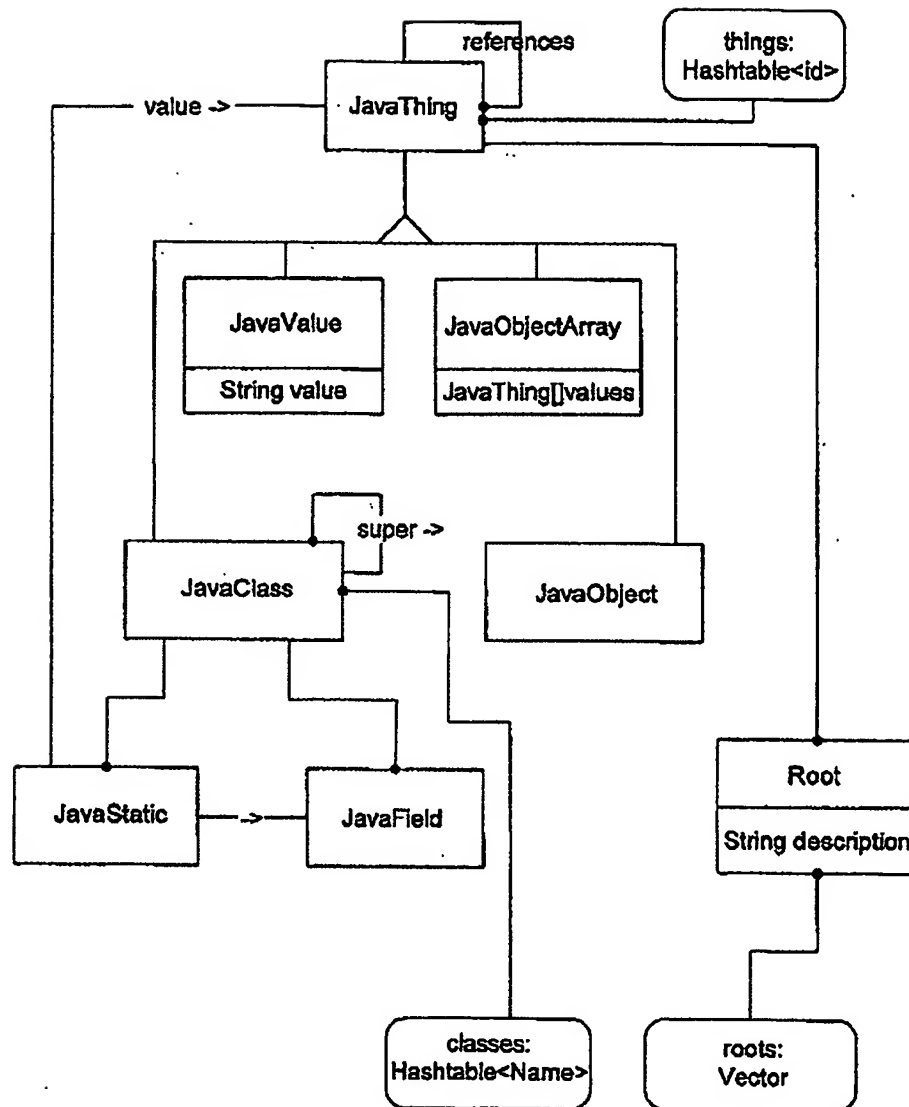 references
things:
Hashtable<id>
value ->
JavaThing
JavaValue
String value
JavaObjectArray
JavaThing[]values
super ->
JavaClass
JavaObject
JavaStatic
->
JavaField
Root
String description
classes:
Hashtable<Name>
roots:
Vector